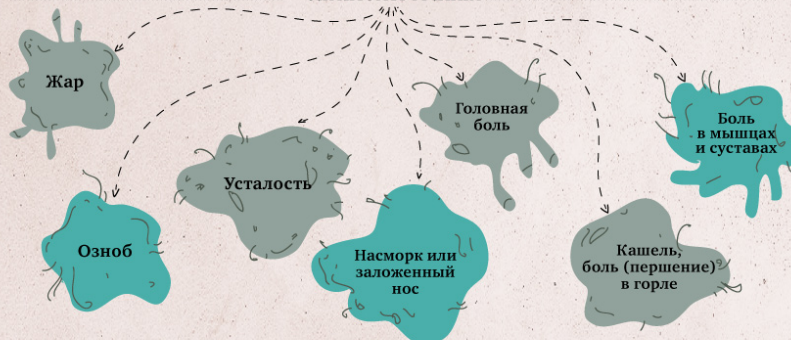 Жар
Головная
боль
Боль
в мышцах
и суставах
Усталость
Озноб
Насморк или
заложенный
нос
Кашель,
боль (першение)
в горле